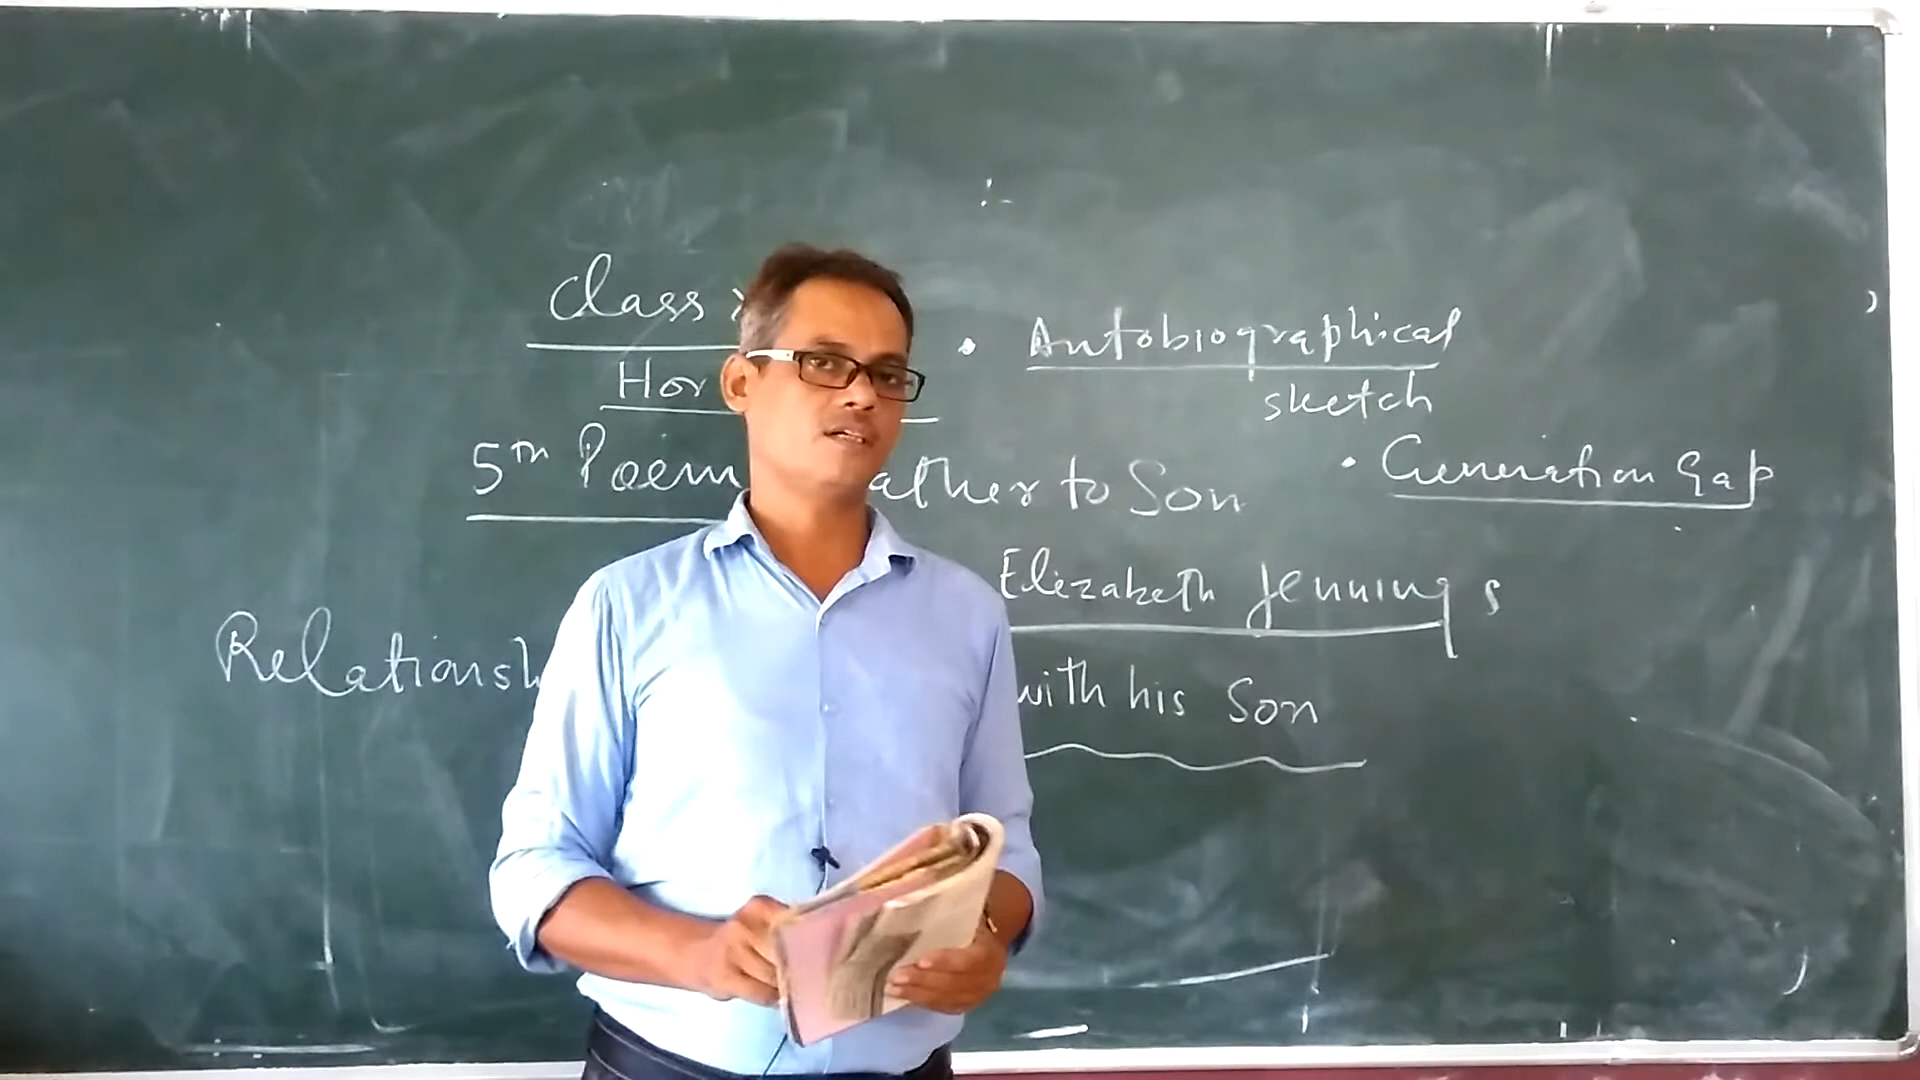 Class
Hor
• Autobiographical
sketch
5th Poem ather to Son
• Generation Gap
Elizabeth Jennings
Relationsh with his Son